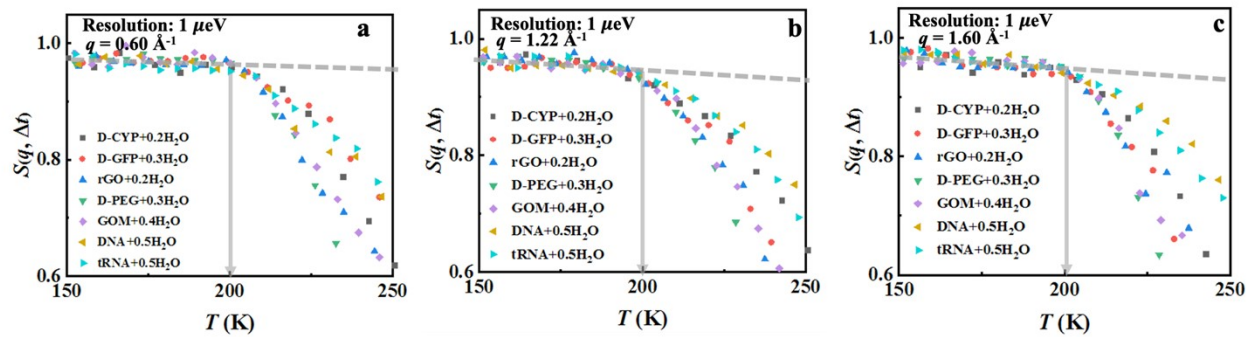 Resolution: 1 μeV
a
q = 0.60 Å-1
1.0
0.8
0.6
S(q, Δt)
D-CYP+0.2H2O
D-GFP+0.3H2O
rGO+0.2H2O
D-PEG+0.3H2O
GOM+0.4H2O
DNA+0.5H2O
tRNA+0.5H2O
150
200
250
T (K)
Resolution: 1 μeV
b
q = 1.22 Å-1
1.0
0.8
0.6
S(q, Δt)
D-CYP+0.2H2O
D-GFP+0.3H2O
rGO+0.2H2O
D-PEG+0.3H2O
GOM+0.4H2O
DNA+0.5H2O
tRNA+0.5H2O
150
200
250
T (K)
Resolution: 1 μeV
c
q = 1.60 Å-1
1.0
0.8
0.6
S(q, Δt)
D-CYP+0.2H2O
D-GFP+0.3H2O
rGO+0.2H2O
D-PEG+0.3H2O
GOM+0.4H2O
DNA+0.5H2O
tRNA+0.5H2O
150
200
250
T (K)